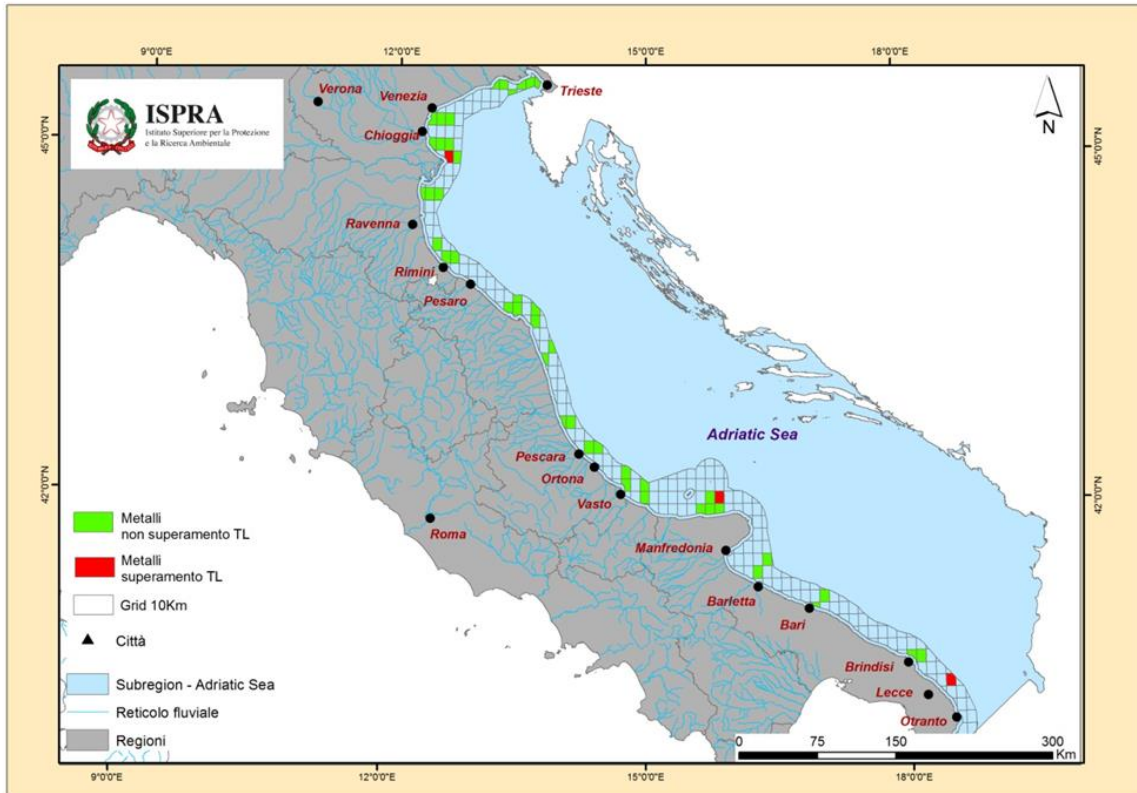 9°0'0"E
12°0'0"E
15°0'0"E
18°0'0"E
ISPRA
Istituto Superiore per la Protezione
e la Ricerca Ambientale
N
Verona
Venezia
Trieste
Chioggia
45°0'0"N
45°0'0"N
Ravenna
Rimini
Pesaro
Adriatic Sea
Pescara
Ortona
Vasto
42°0'0"N
42°0'0"N
Roma
Manfredonia
Barletta
Bari
Brindisi
Lecce
Otranto
Metalli
non superamento TL
Metalli
superamento TL
Grid 10Km
Città
Subregion - Adriatic Sea
Reticolo fluviale
Regioni
0 75 150 300
Km
9°0'0"E
12°0'0"E
15°0'0"E
18°0'0"E